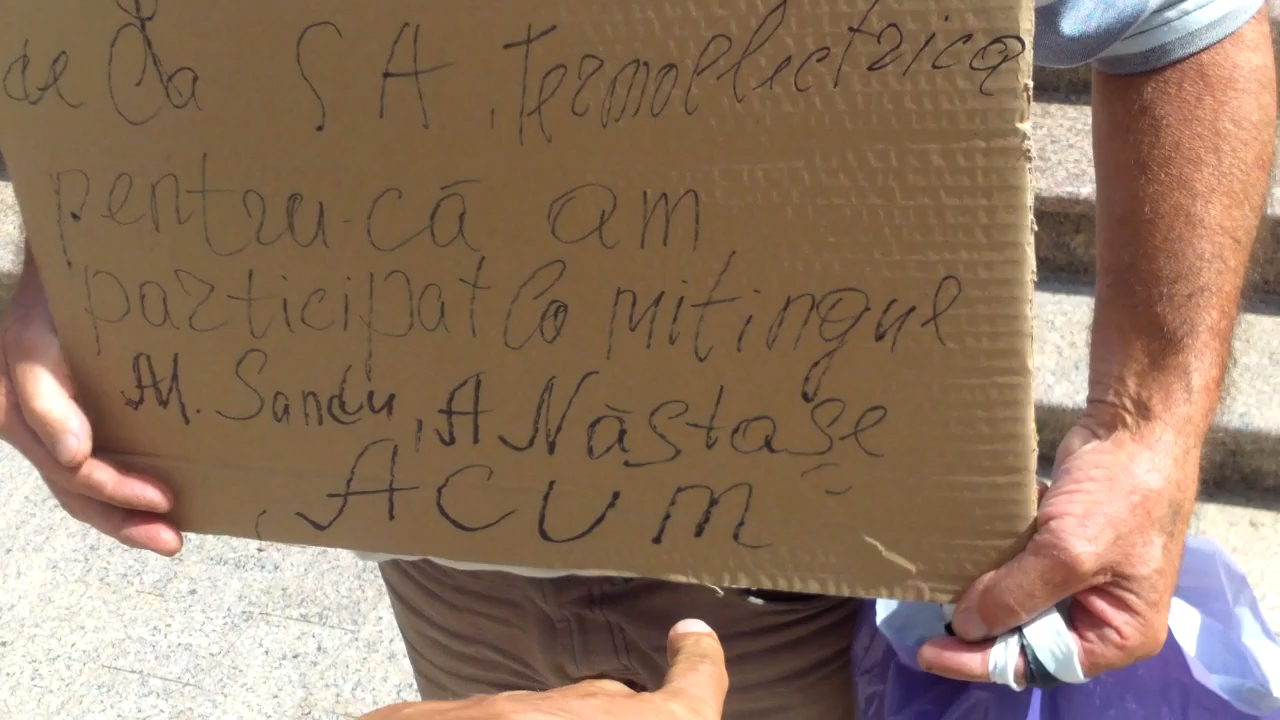 de la SA "Termoelectrica
pentru-că am
participat la mitingul
M. Sandu, A Năstase
"ACUM"